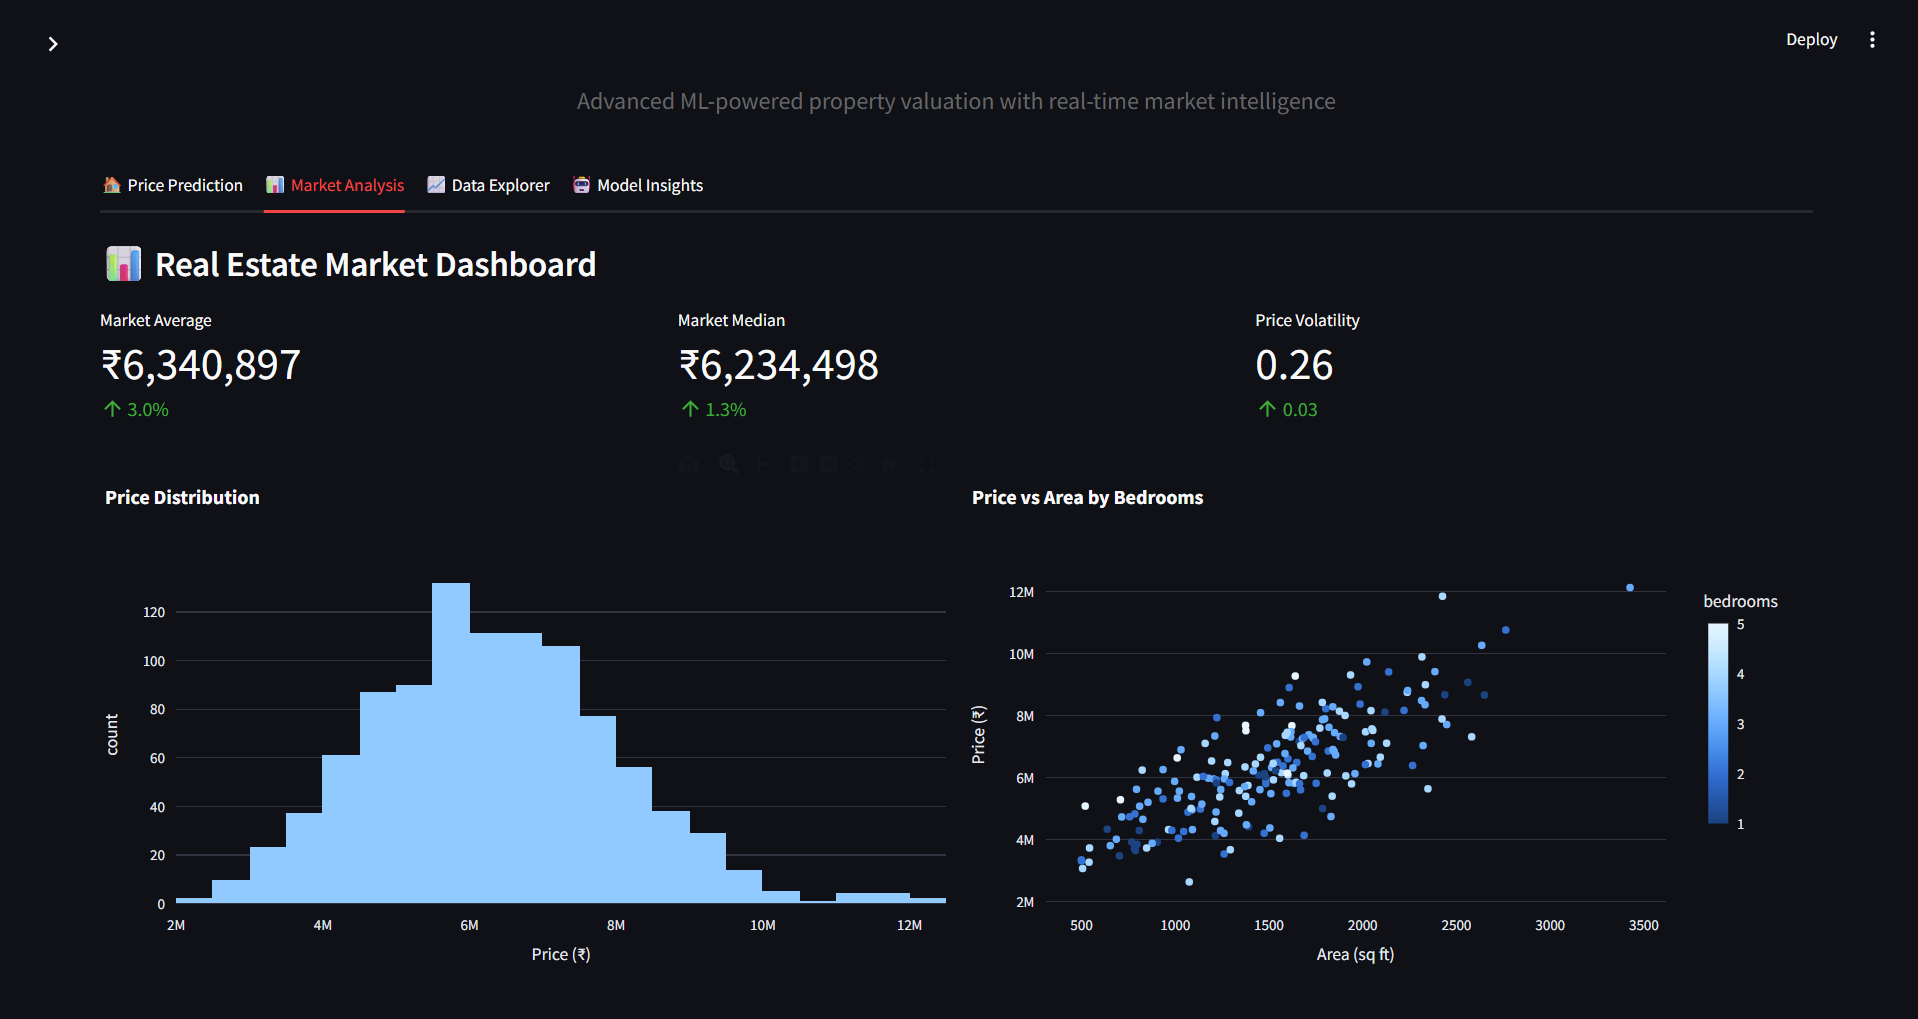 Deploy
Advanced ML-powered property valuation with real-time market intelligence
Price Prediction
Market Analysis
Data Explorer
Model Insights
Real Estate Market Dashboard
Market Average
₹6,340,897
3.0%
Market Median
₹6,234,498
1.3%
Price Volatility
0.26
0.03
Price Distribution
120
100
80
60
40
20
0
count
2M
4M
6M
8M
10M
12M
Price (₹)
Price vs Area by Bedrooms
12M
10M
8M
6M
4M
2M
Price (₹)
500
1000
1500
2000
2500
3000
3500
Area (sq ft)
bedrooms
5
4
3
2
1